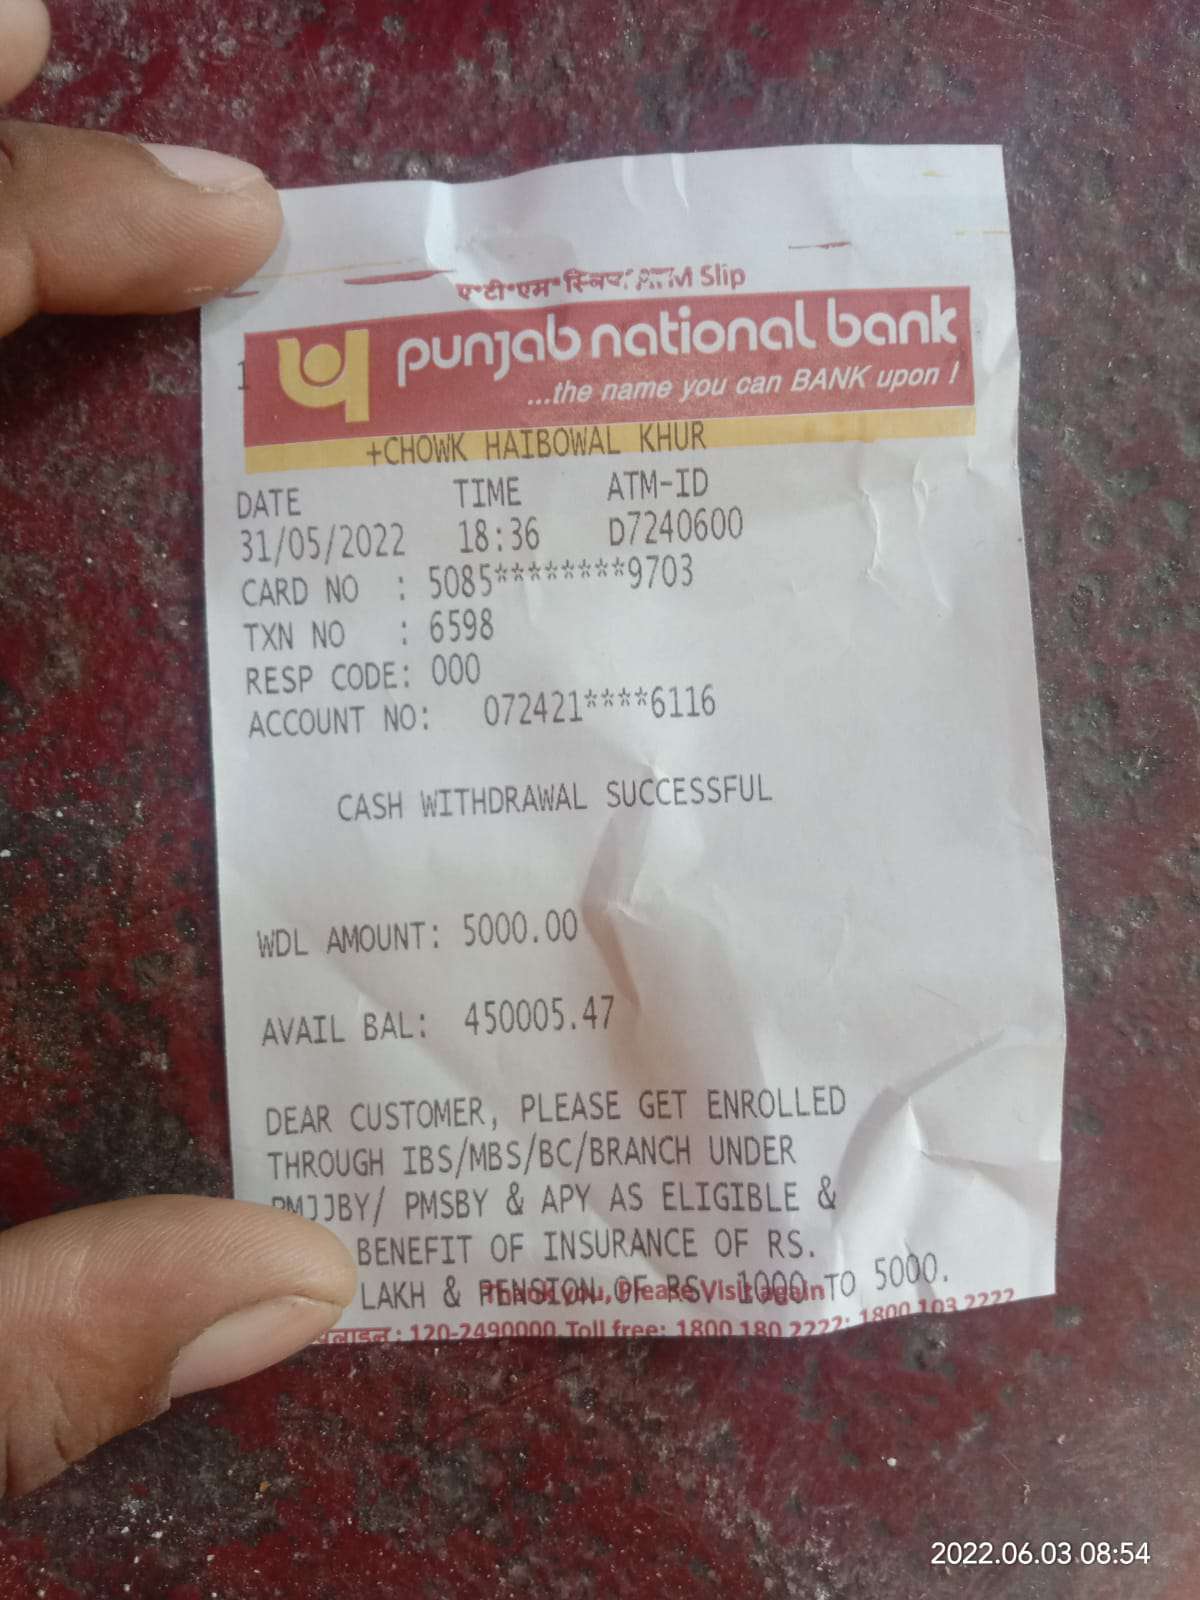 ए॰टी॰एम॰ स्लिप/ATM Slip
punjab national bank
...the name you can BANK upon !
1
+CHOWK HAIBOWAL KHUR
DATE TIME ATM-ID
31/05/2022 18:36 D7240600
CARD NO : 5085********9703
TXN NO : 6598
RESP CODE: 000
ACCOUNT NO: 072421****6116
CASH WITHDRAWAL SUCCESSFUL
WDL AMOUNT: 5000.00
AVAIL BAL: 450005.47
DEAR CUSTOMER, PLEASE GET ENROLLED
THROUGH IBS/MBS/BC/BRANCH UNDER
PMJJBY/ PMSBY & APY AS ELIGIBLE &
BENEFIT OF INSURANCE OF RS.
LAKH & PENSION OF RS. 1000 TO 5000.
Thank you, Please Visit again
: 120-2490000, Toll free: 1800 180 2222; 1800 103 2222
2022.06.03 08:54